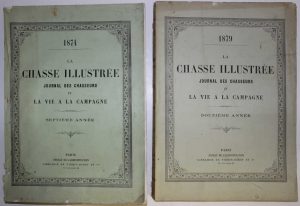 1874
LA
CHASSE ILLUSTRÉE
JOURNAL DES CHASSEURS
ET
LA VIE A LA CAMPAGNE
SEPTIÈME ANNÉE
PARIS
1879
LA
CHASSE ILLUSTRÉE
JOURNAL DES CHASSEURS
ET
LA VIE A LA CAMPAGNE
DOUZIÈME ANNÉE
PARIS